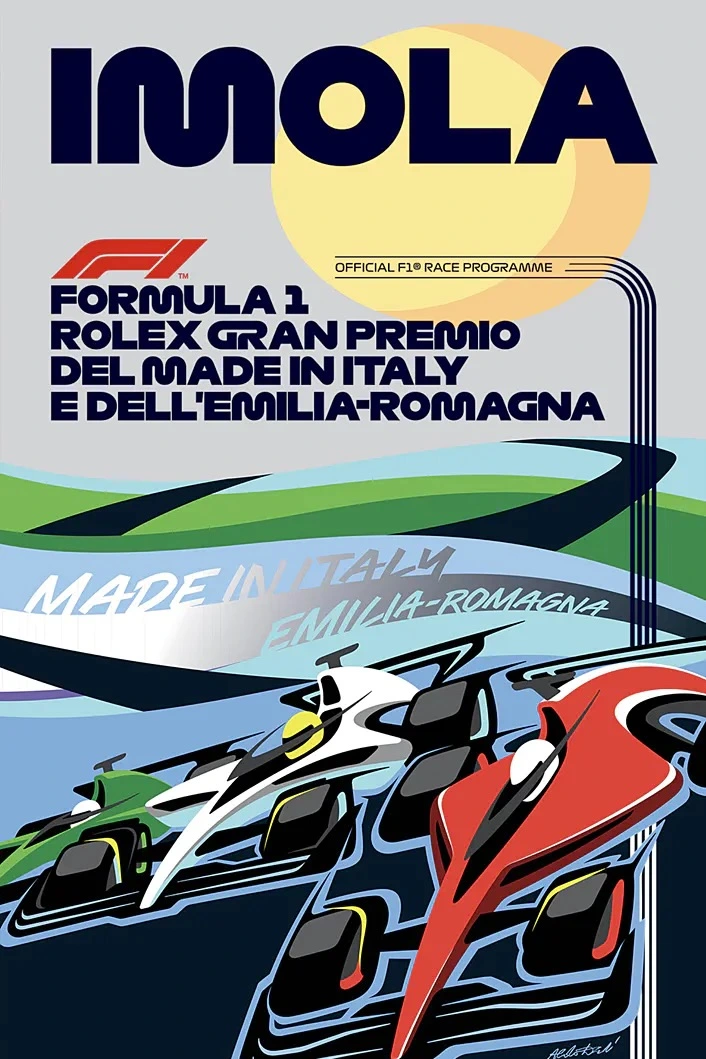 IMOLA
F1™
OFFICIAL F1® RACE PROGRAMME
FORMULA 1
ROLEX GRAN PREMIO
DEL MADE IN ITALY
E DELL'EMILIA-ROMAGNA
MADE IN ITALY
EMILIA-ROMAGNA